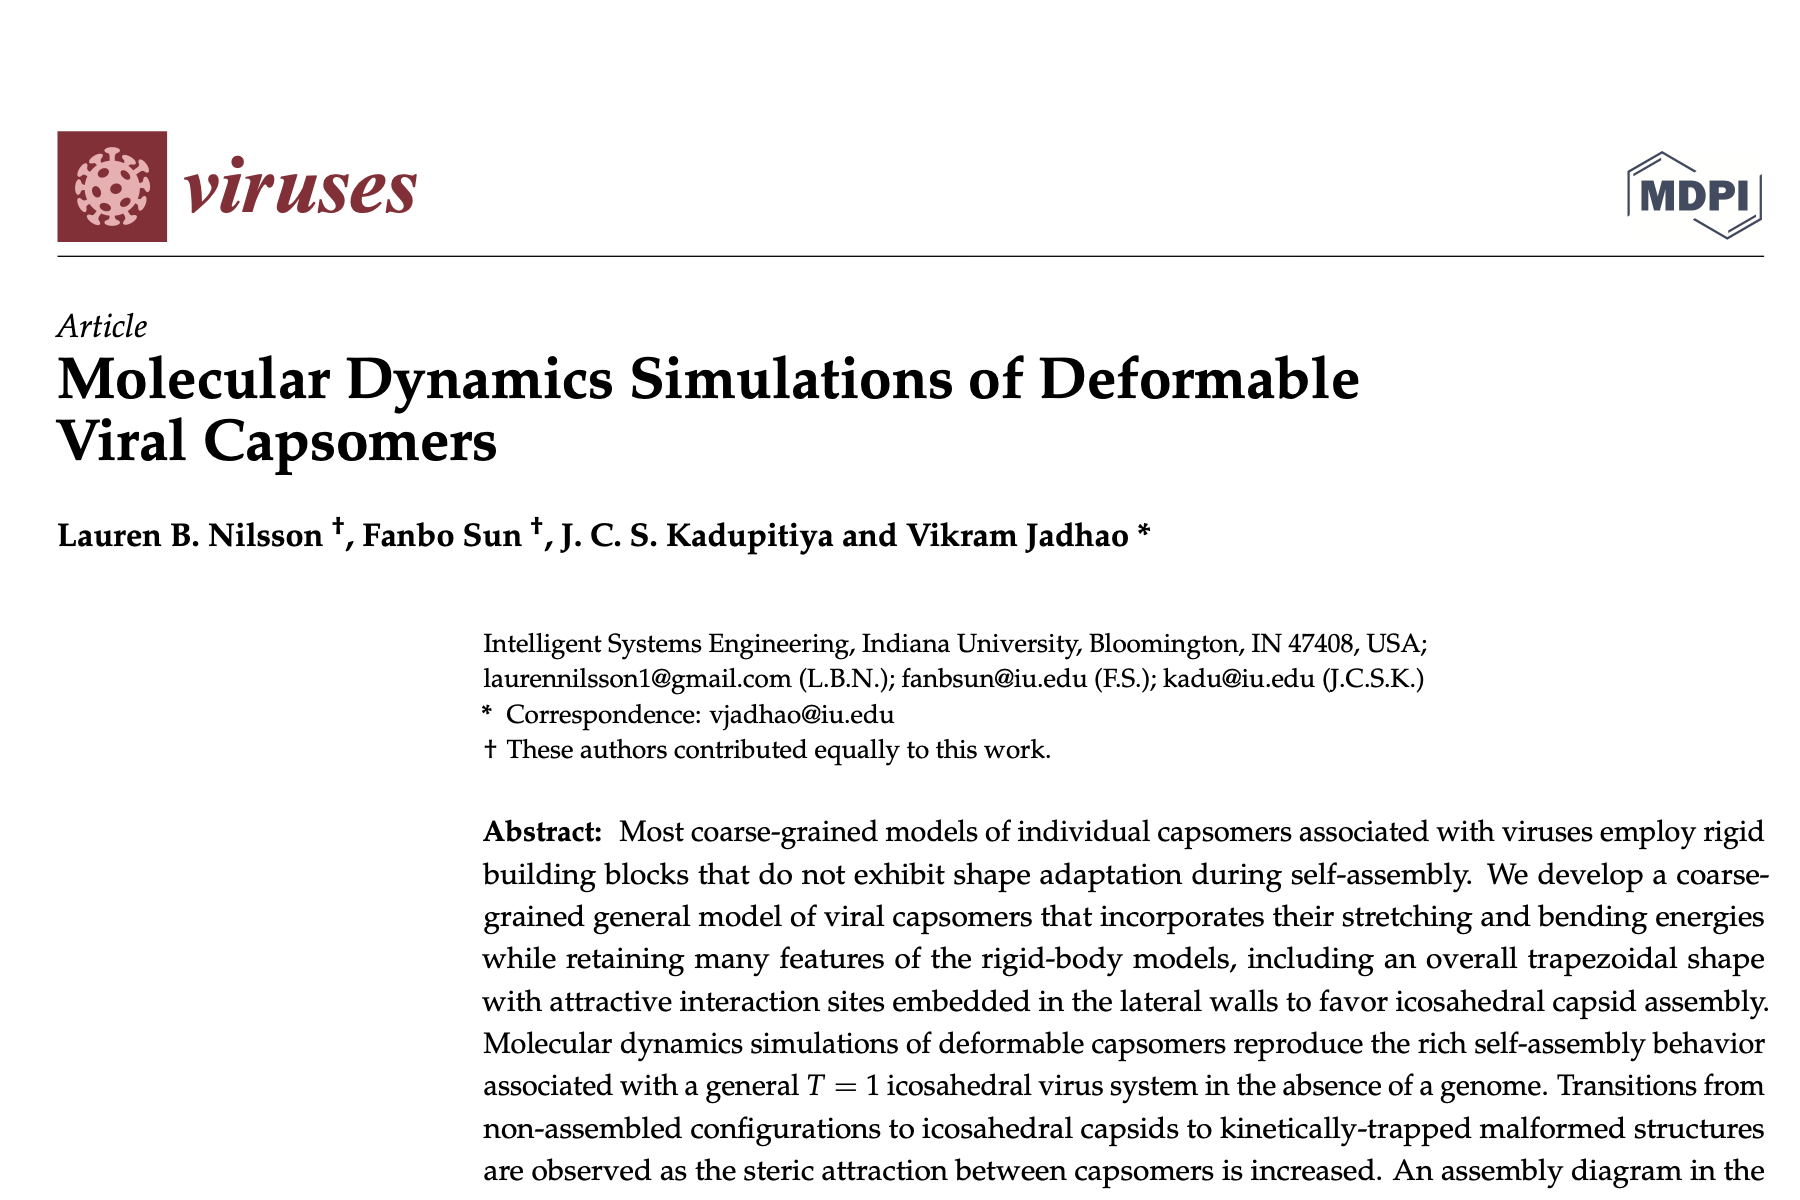 viruses
MDPI
Article
Molecular Dynamics Simulations of Deformable
Viral Capsomers
Lauren B. Nilsson †, Fanbo Sun †, J. C. S. Kadupitiya and Vikram Jadhao *
Intelligent Systems Engineering, Indiana University, Bloomington, IN 47408, USA;
laurennilsson1@gmail.com (L.B.N.); fanbsun@iu.edu (F.S.); kadu@iu.edu (J.C.S.K.)
* Correspondence: vjadhao@iu.edu
† These authors contributed equally to this work.
Abstract: Most coarse-grained models of individual capsomers associated with viruses employ rigid
building blocks that do not exhibit shape adaptation during self-assembly. We develop a coarse-
grained general model of viral capsomers that incorporates their stretching and bending energies
while retaining many features of the rigid-body models, including an overall trapezoidal shape
with attractive interaction sites embedded in the lateral walls to favor icosahedral capsid assembly.
Molecular dynamics simulations of deformable capsomers reproduce the rich self-assembly behavior
associated with a general T = 1 icosahedral virus system in the absence of a genome. Transitions from
non-assembled configurations to icosahedral capsids to kinetically-trapped malformed structures
are observed as the steric attraction between capsomers is increased. An assembly diagram in the